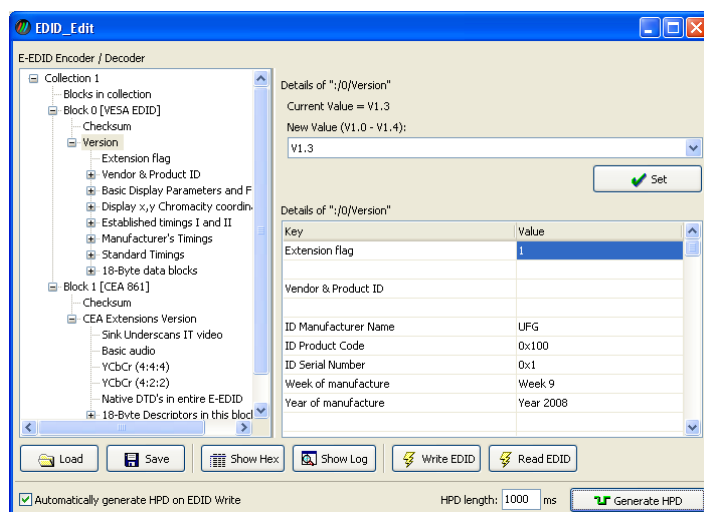 EDID_Edit
E-EDID Encoder / Decoder
Collection 1
Blocks in collection
Block 0 [VESA EDID]
Checksum
Version
Extension flag
Vendor & Product ID
Basic Display Parameters and F
Display x,y Chromacity coordin
Established timings I and II
Manufacturer's Timings
Standard Timings
18-Byte data blocks
Block 1 [CEA 861]
Checksum
CEA Extensions Version
Sink Underscans IT video
Basic audio
YCbCr (4:4:4)
YCbCr (4:2:2)
Native DTD's in entire E-EDID
18-Byte Descriptors in this bloc
Details of ":/0/Version"
Current Value = V1.3
New Value (V1.0 - V1.4):
V1.3
Set
Details of ":/0/Version"
Key Value
Extension flag 1
Vendor & Product ID
ID Manufacturer Name UFG
ID Product Code 0x100
ID Serial Number 0x1
Week of manufacture Week 9
Year of manufacture Year 2008
Load Save Show Hex Show Log Write EDID Read EDID
Automatically generate HPD on EDID Write HPD length: 1000 ms Generate HPD